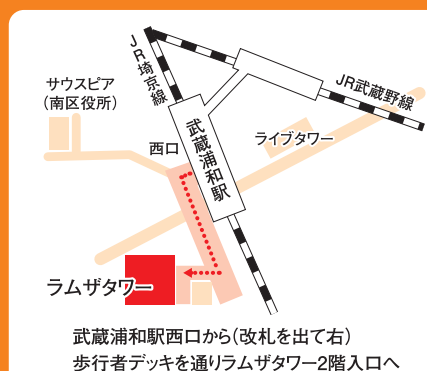 JR埼京線
JR武蔵野線
サウスピア
(南区役所)
ライブタワー
西口
武蔵浦和駅
ラムザタワー
武蔵浦和駅西口から(改札を出て右)
歩行者デッキを通りラムザタワー2階入口へ